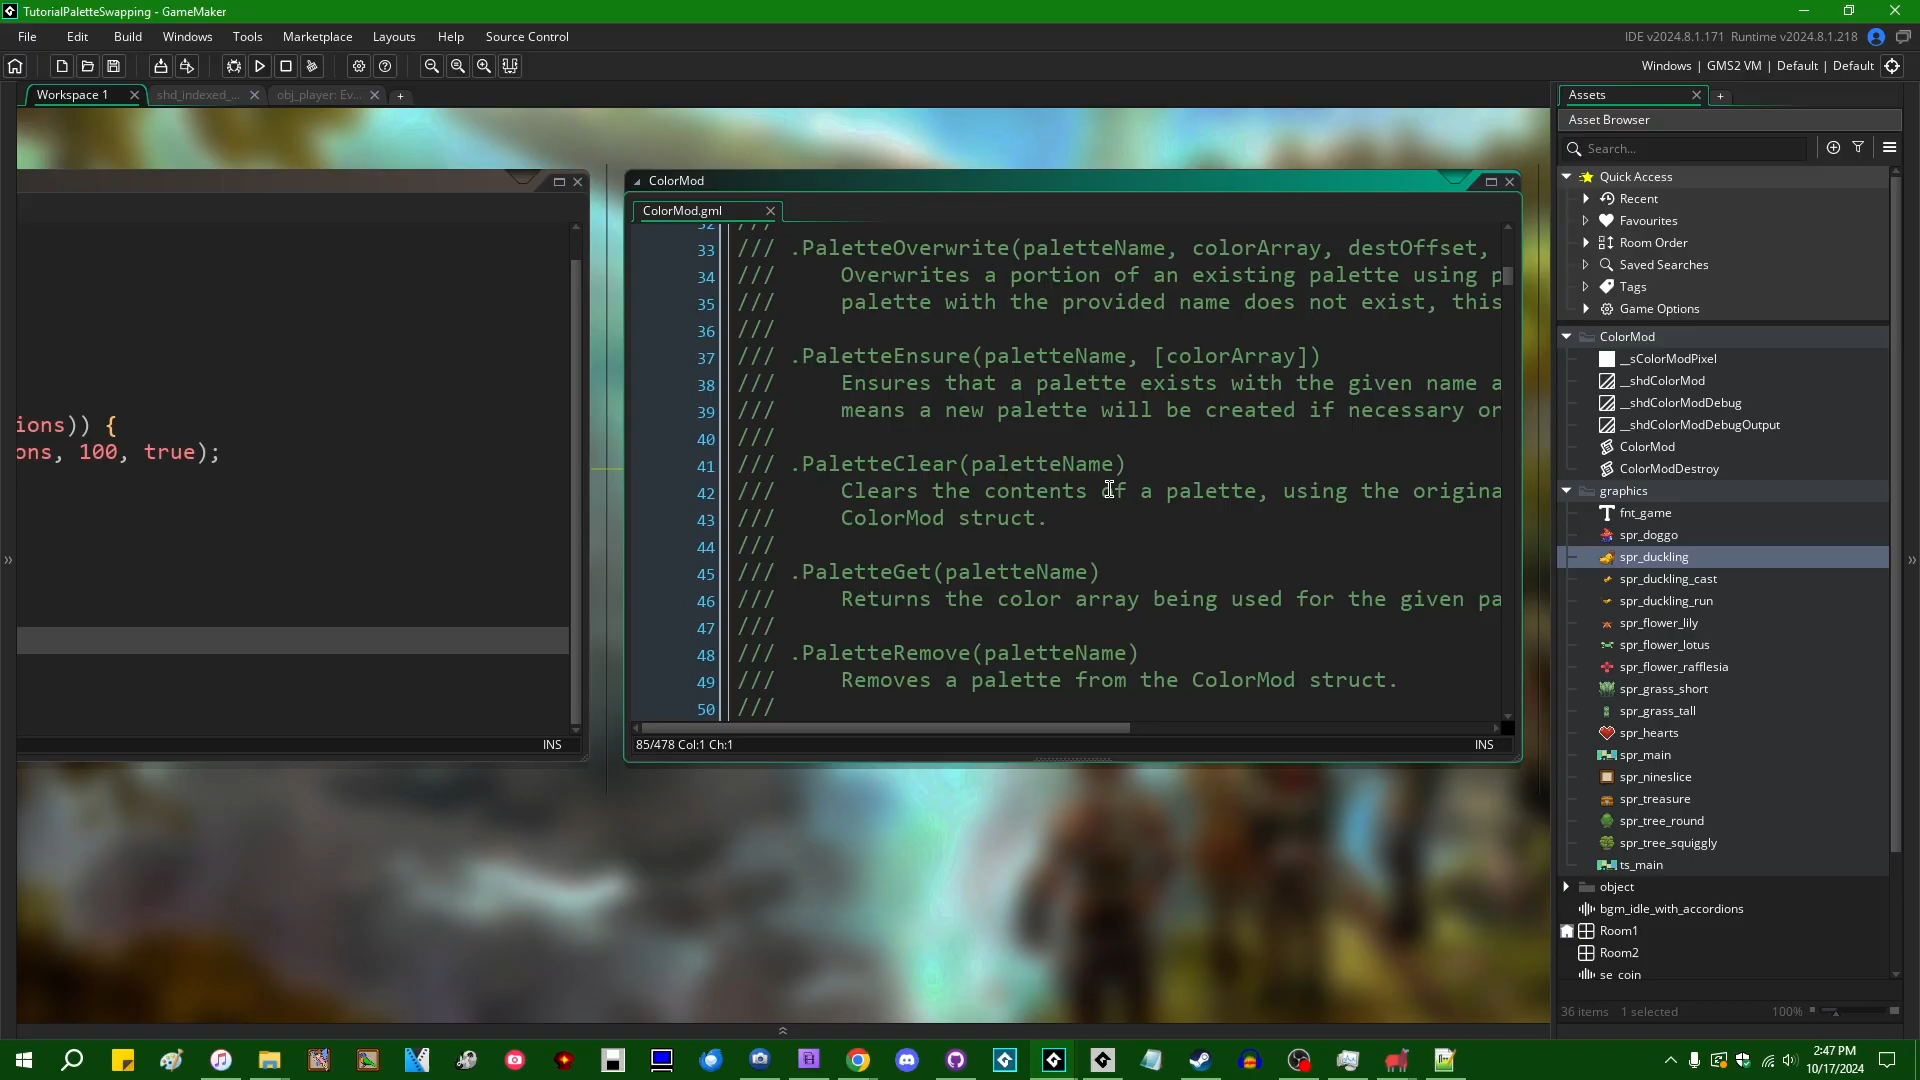 TutorialPaletteSwapping - GameMaker
File Edit Build Windows Tools Marketplace Layouts Help Source Control
IDE v2024.8.1.171 Runtime v2024.8.1.218
Windows | GMS2 VM | Default | Default
Workspace 1
shd_indexed_...
obj_player: Ev...
Assets
Asset Browser
Search...
Quick Access
Recent
Favourites
Room Order
Saved Searches
Tags
Game Options
ColorMod
__sColorModPixel
__shdColorMod
__shdColorModDebug
__shdColorModDebugOutput
ColorMod
ColorModDestroy
graphics
fnt_game
spr_doggo
spr_duckling
spr_duckling_cast
spr_duckling_run
spr_flower_lily
spr_flower_lotus
spr_flower_rafflesia
spr_grass_short
spr_grass_tall
spr_hearts
spr_main
spr_nineslice
spr_treasure
spr_tree_round
spr_tree_squiggly
ts_main
object
bgm_idle_with_accordions
Room1
Room2
se_coin
36 items 1 selected 100%
ions)) {
ons, 100, true);
INS
ColorMod
ColorMod.gml
32 ///
33 /// .PaletteOverwrite(paletteName, colorArray, destOffset,
34 /// Overwrites a portion of an existing palette using p
35 /// palette with the provided name does not exist, this
36 ///
37 /// .PaletteEnsure(paletteName, [colorArray])
38 /// Ensures that a palette exists with the given name a
39 /// means a new palette will be created if necessary or
40 ///
41 /// .PaletteClear(paletteName)
42 /// Clears the contents of a palette, using the origina
43 /// ColorMod struct.
44 ///
45 /// .PaletteGet(paletteName)
46 /// Returns the color array being used for the given pa
47 ///
48 /// .PaletteRemove(paletteName)
49 /// Removes a palette from the ColorMod struct.
50 ///
85/478 Col:1 Ch:1 INS
2:47 PM
10/17/2024